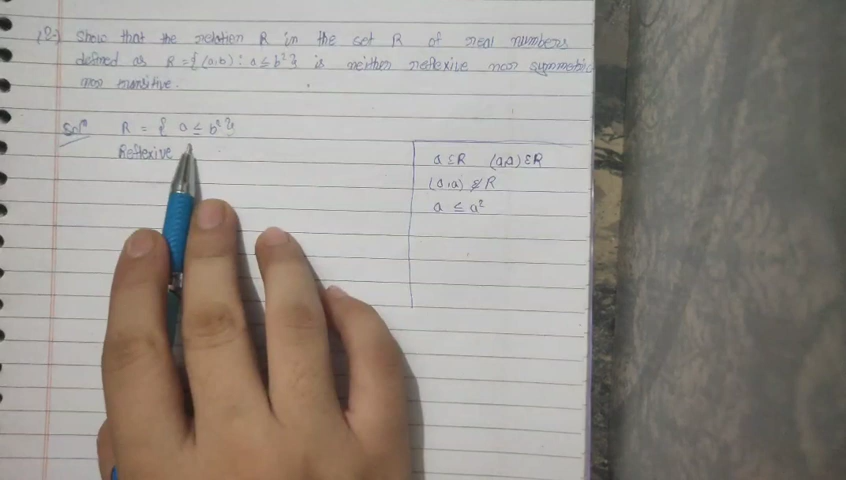 Q2) Show that the relation R in the set R of real numbers
defined as R = { (a,b) : a ≤ b² } is neither reflexive nor symmetric
nor transitive.
Solⁿ R = { a ≤ b² }
Reflexive
a ε R (a,a) ε R
(a,a) ∉ R
a ≤ a²